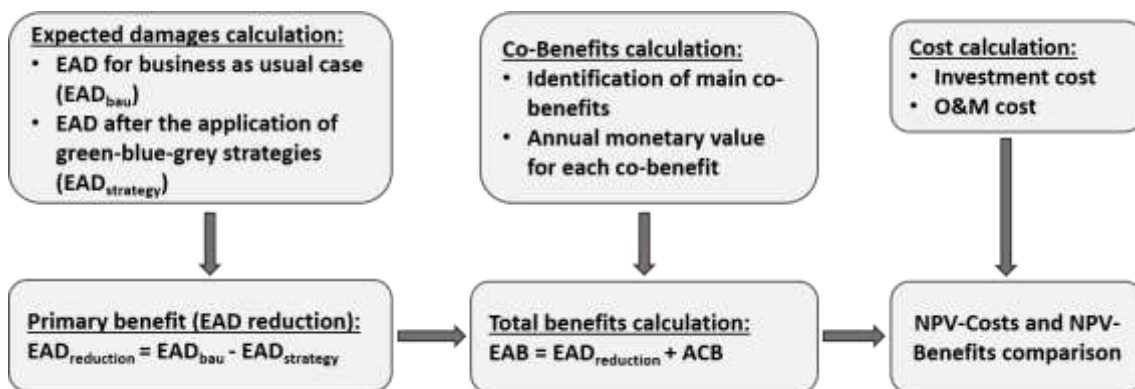 Expected damages calculation:
• EAD for business as usual case
(EADbau)
• EAD after the application of
green-blue-grey strategies
(EADstrategy)
Co-Benefits calculation:
• Identification of main co-
benefits
• Annual monetary value
for each co-benefit
Cost calculation:
• Investment cost
• O&M cost
Primary benefit (EAD reduction):
EADreduction = EADbau - EADstrategy
Total benefits calculation:
EAB = EADreduction + ACB
NPV-Costs and NPV-
Benefits comparison